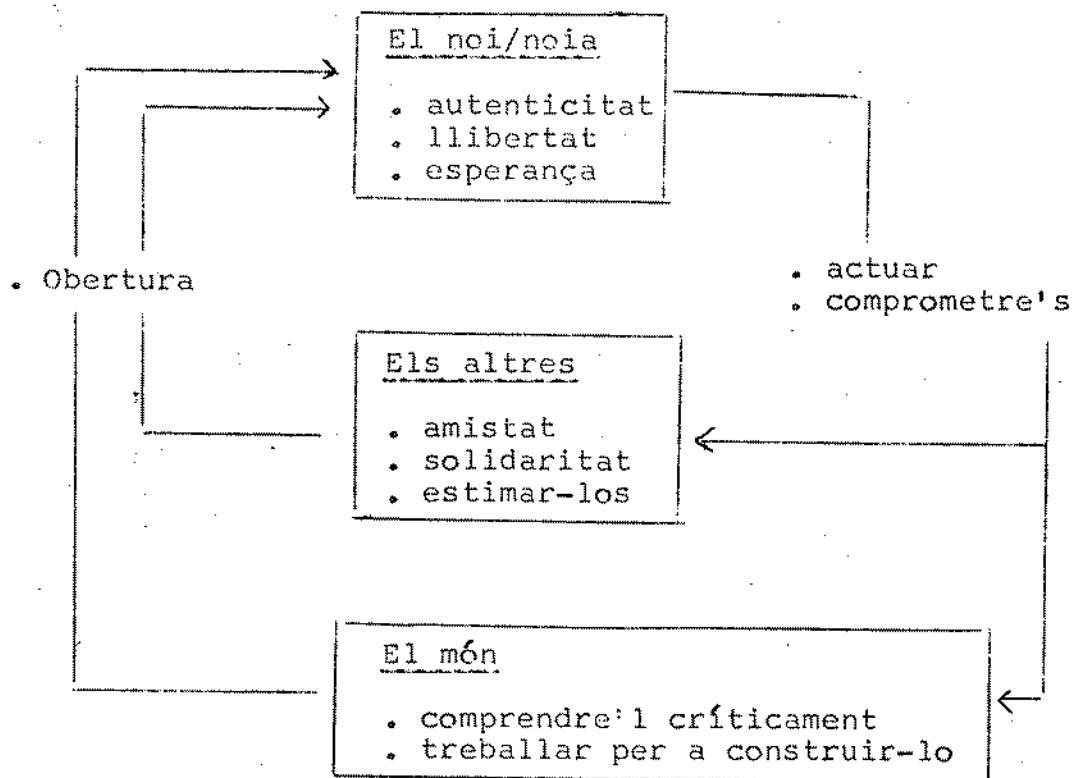 El noi/noia
. autenticitat
. llibertat
. esperança
. Obertura
. actuar
. comprometre's
Els altres
. amistat
. solidaritat
. estimar-los
El món
. comprendre'l críticament
. treballar per a construir-lo